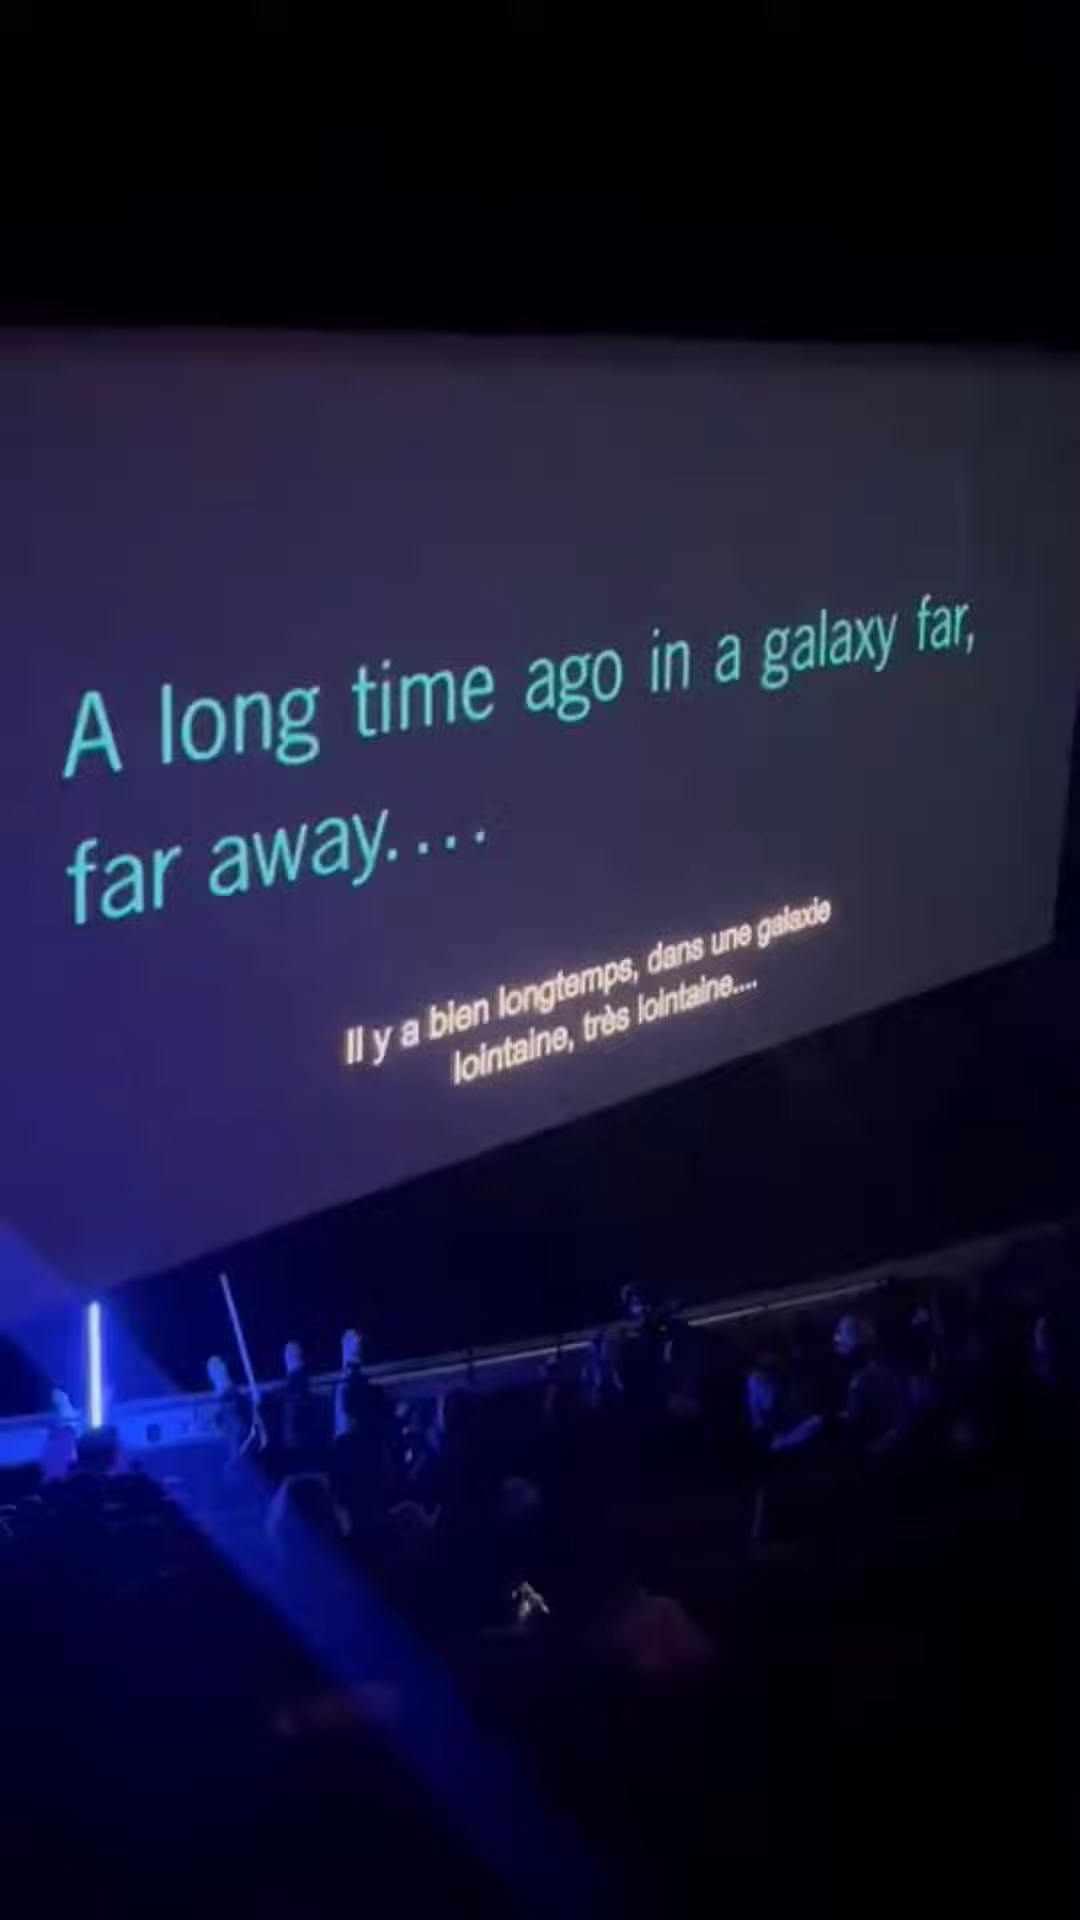 A long time ago in a galaxy far,
far away....
Il y a bien longtemps, dans une galaxie
lointaine, très lointaine....